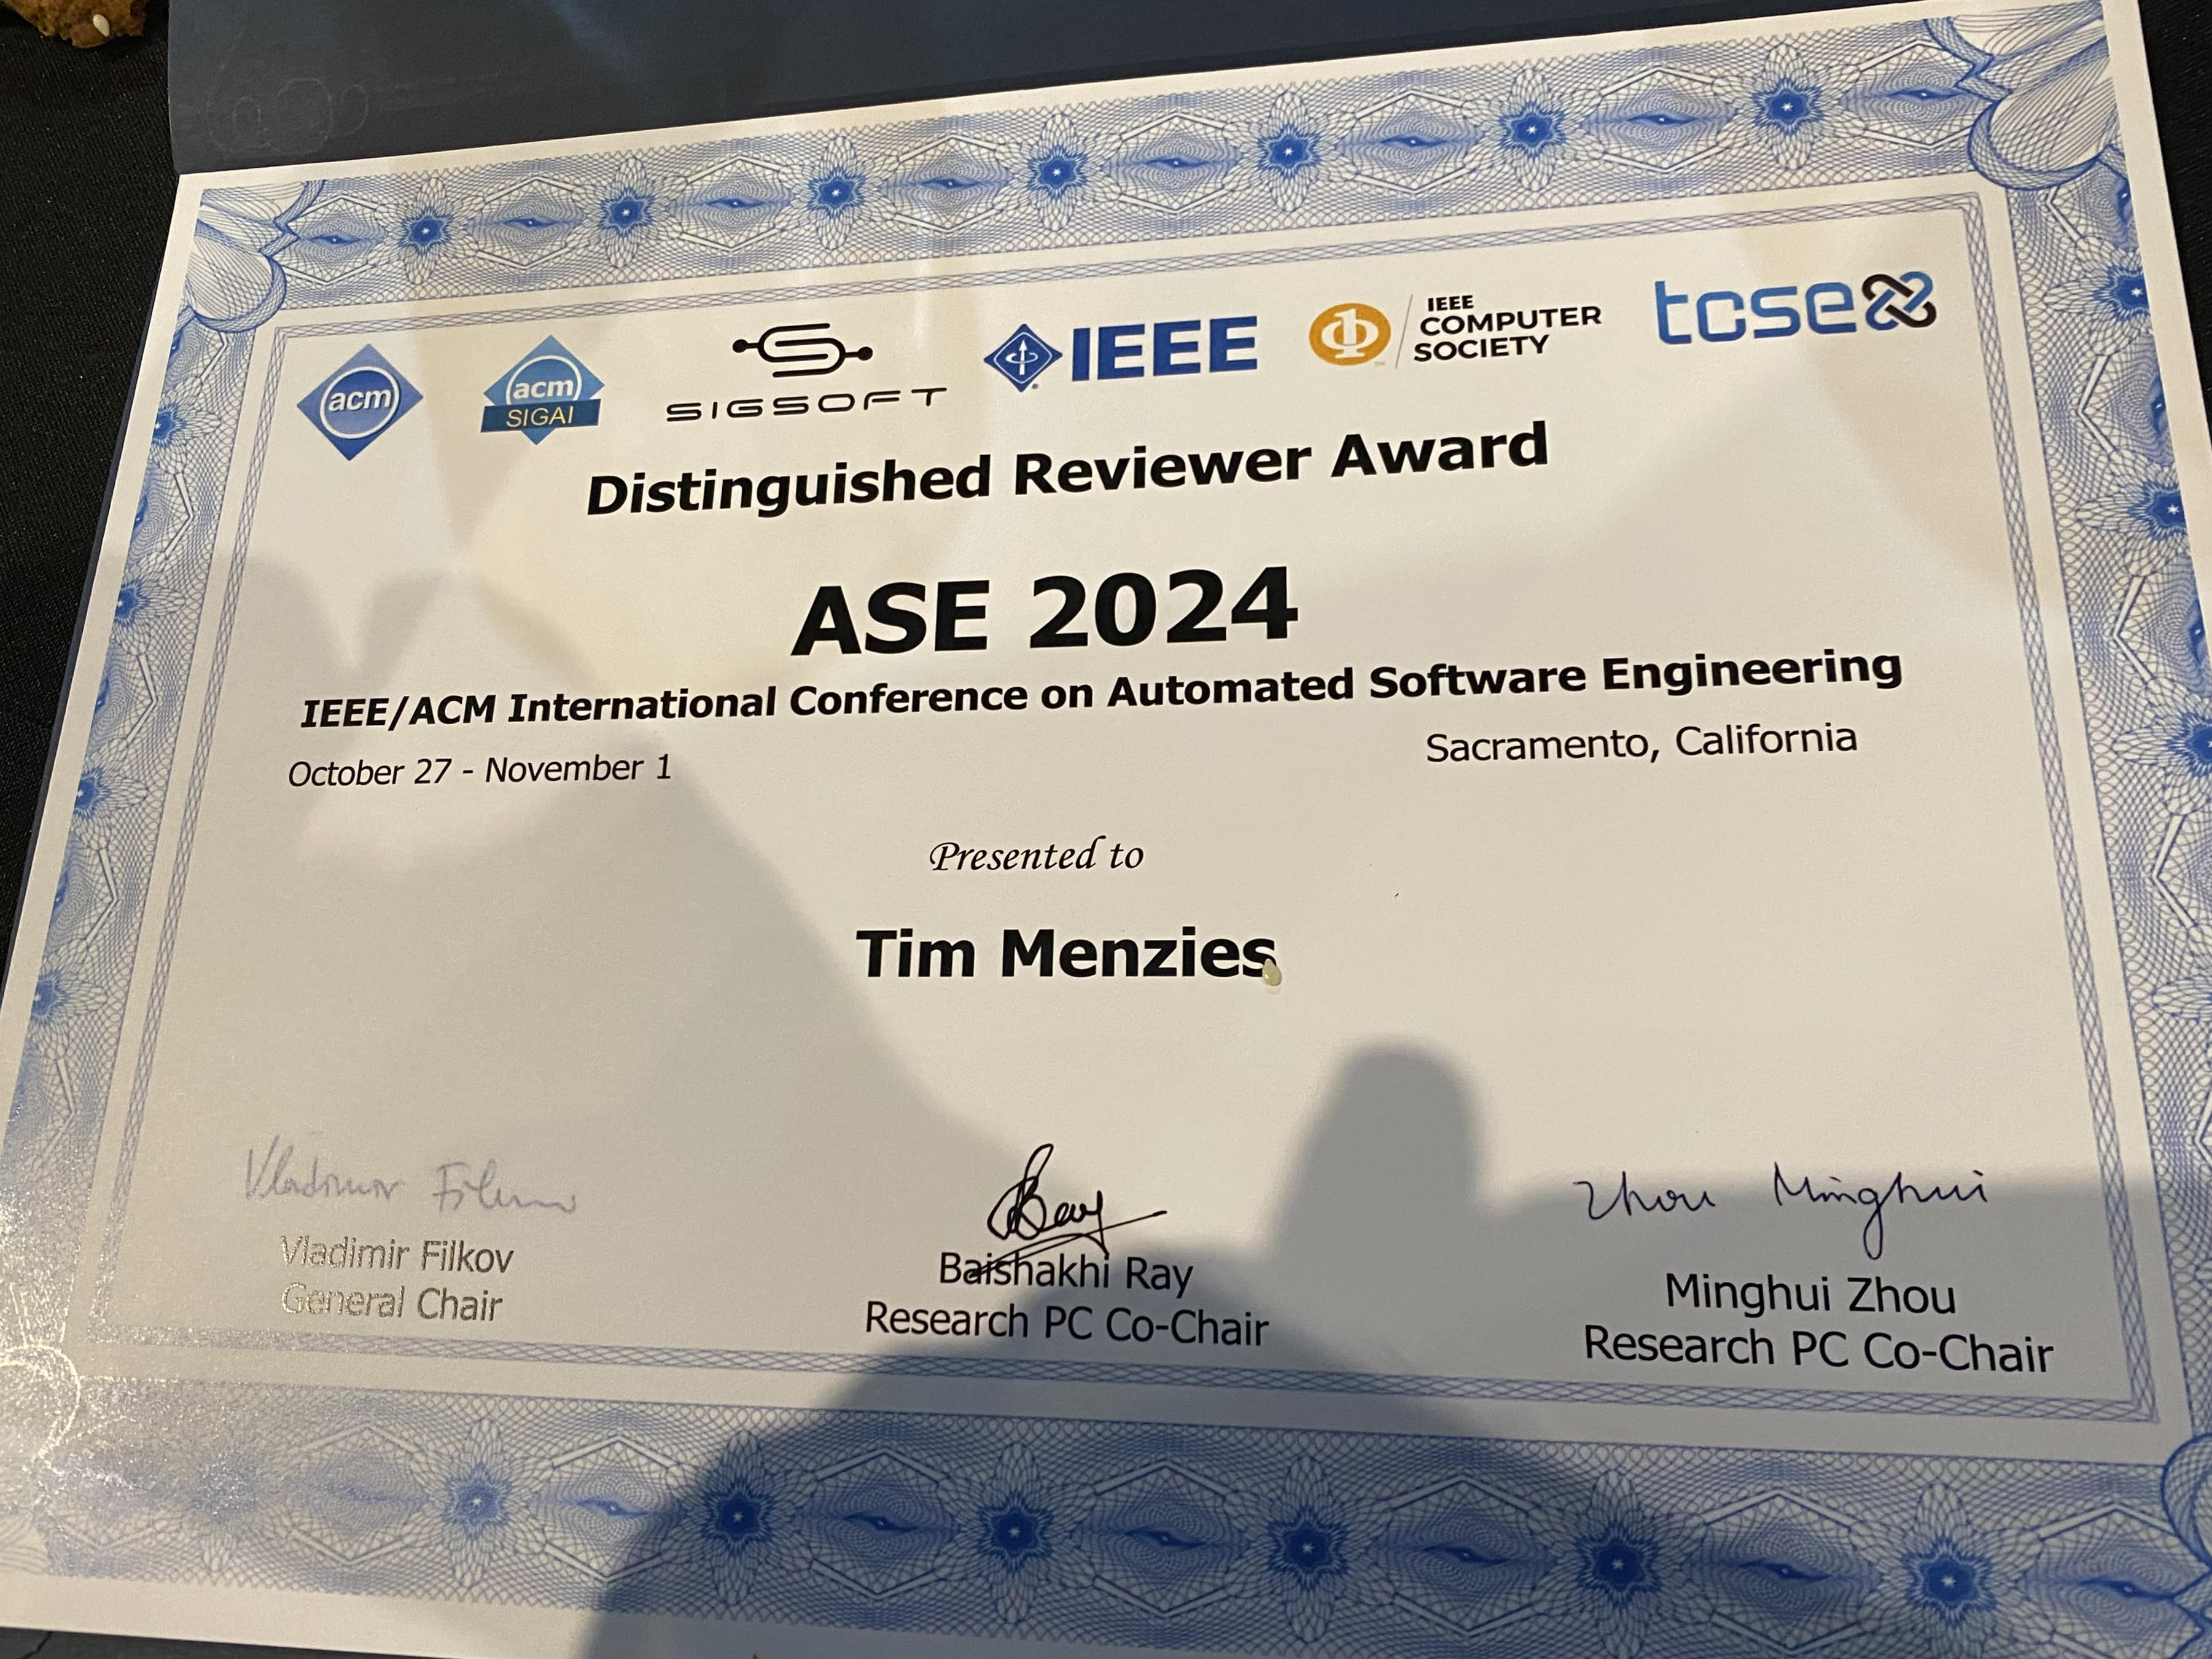 acm
acm
SIGAI
SIGSOFT
IEEE
IEEE
COMPUTER
SOCIETY
tcse
Distinguished Reviewer Award
ASE 2024
IEEE/ACM International Conference on Automated Software Engineering
October 27 - November 1
Sacramento, California
Presented to
Tim Menzies
Vladimir Filkov
Ray
Zhou Minghui
Vladimir Filkov
General Chair
Baishakhi Ray
Research PC Co-Chair
Minghui Zhou
Research PC Co-Chair